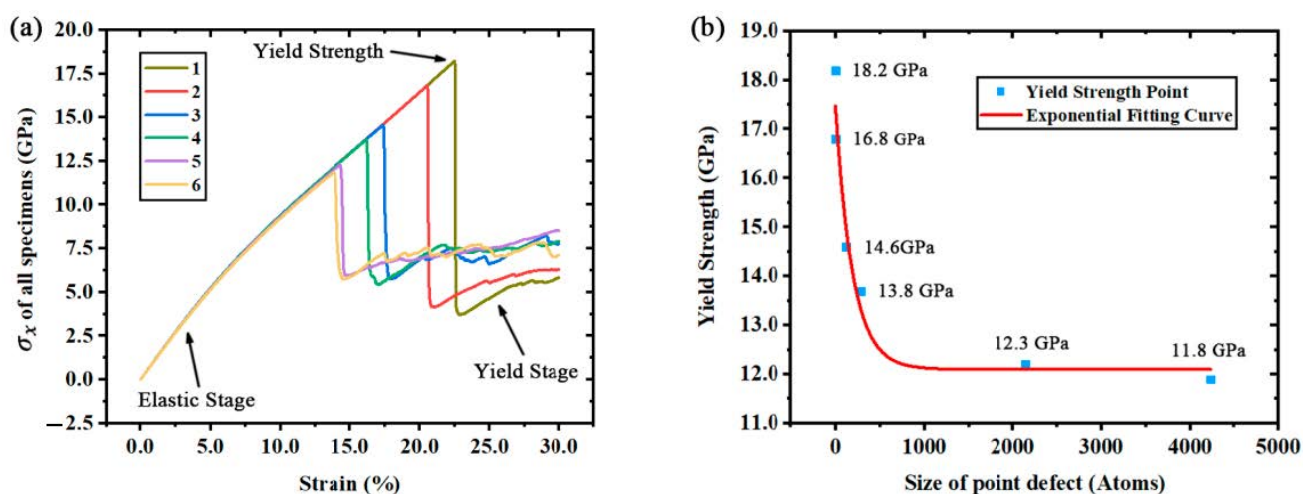 (a)
σx of all specimens (GPa)
20.0
17.5
15.0
12.5
10.0
7.5
5.0
2.5
0.0
−2.5
1
2
3
4
5
6
Yield Strength
Elastic Stage
Yield Stage
0.0 5.0 10.0 15.0 20.0 25.0 30.0
Strain (%)
(b)
Yield Strength (GPa)
19.0
18.0
17.0
16.0
15.0
14.0
13.0
12.0
11.0
18.2 GPa
16.8 GPa
14.6GPa
13.8 GPa
12.3 GPa
11.8 GPa
Yield Strength Point
Exponential Fitting Curve
0 1000 2000 3000 4000 5000
Size of point defect (Atoms)